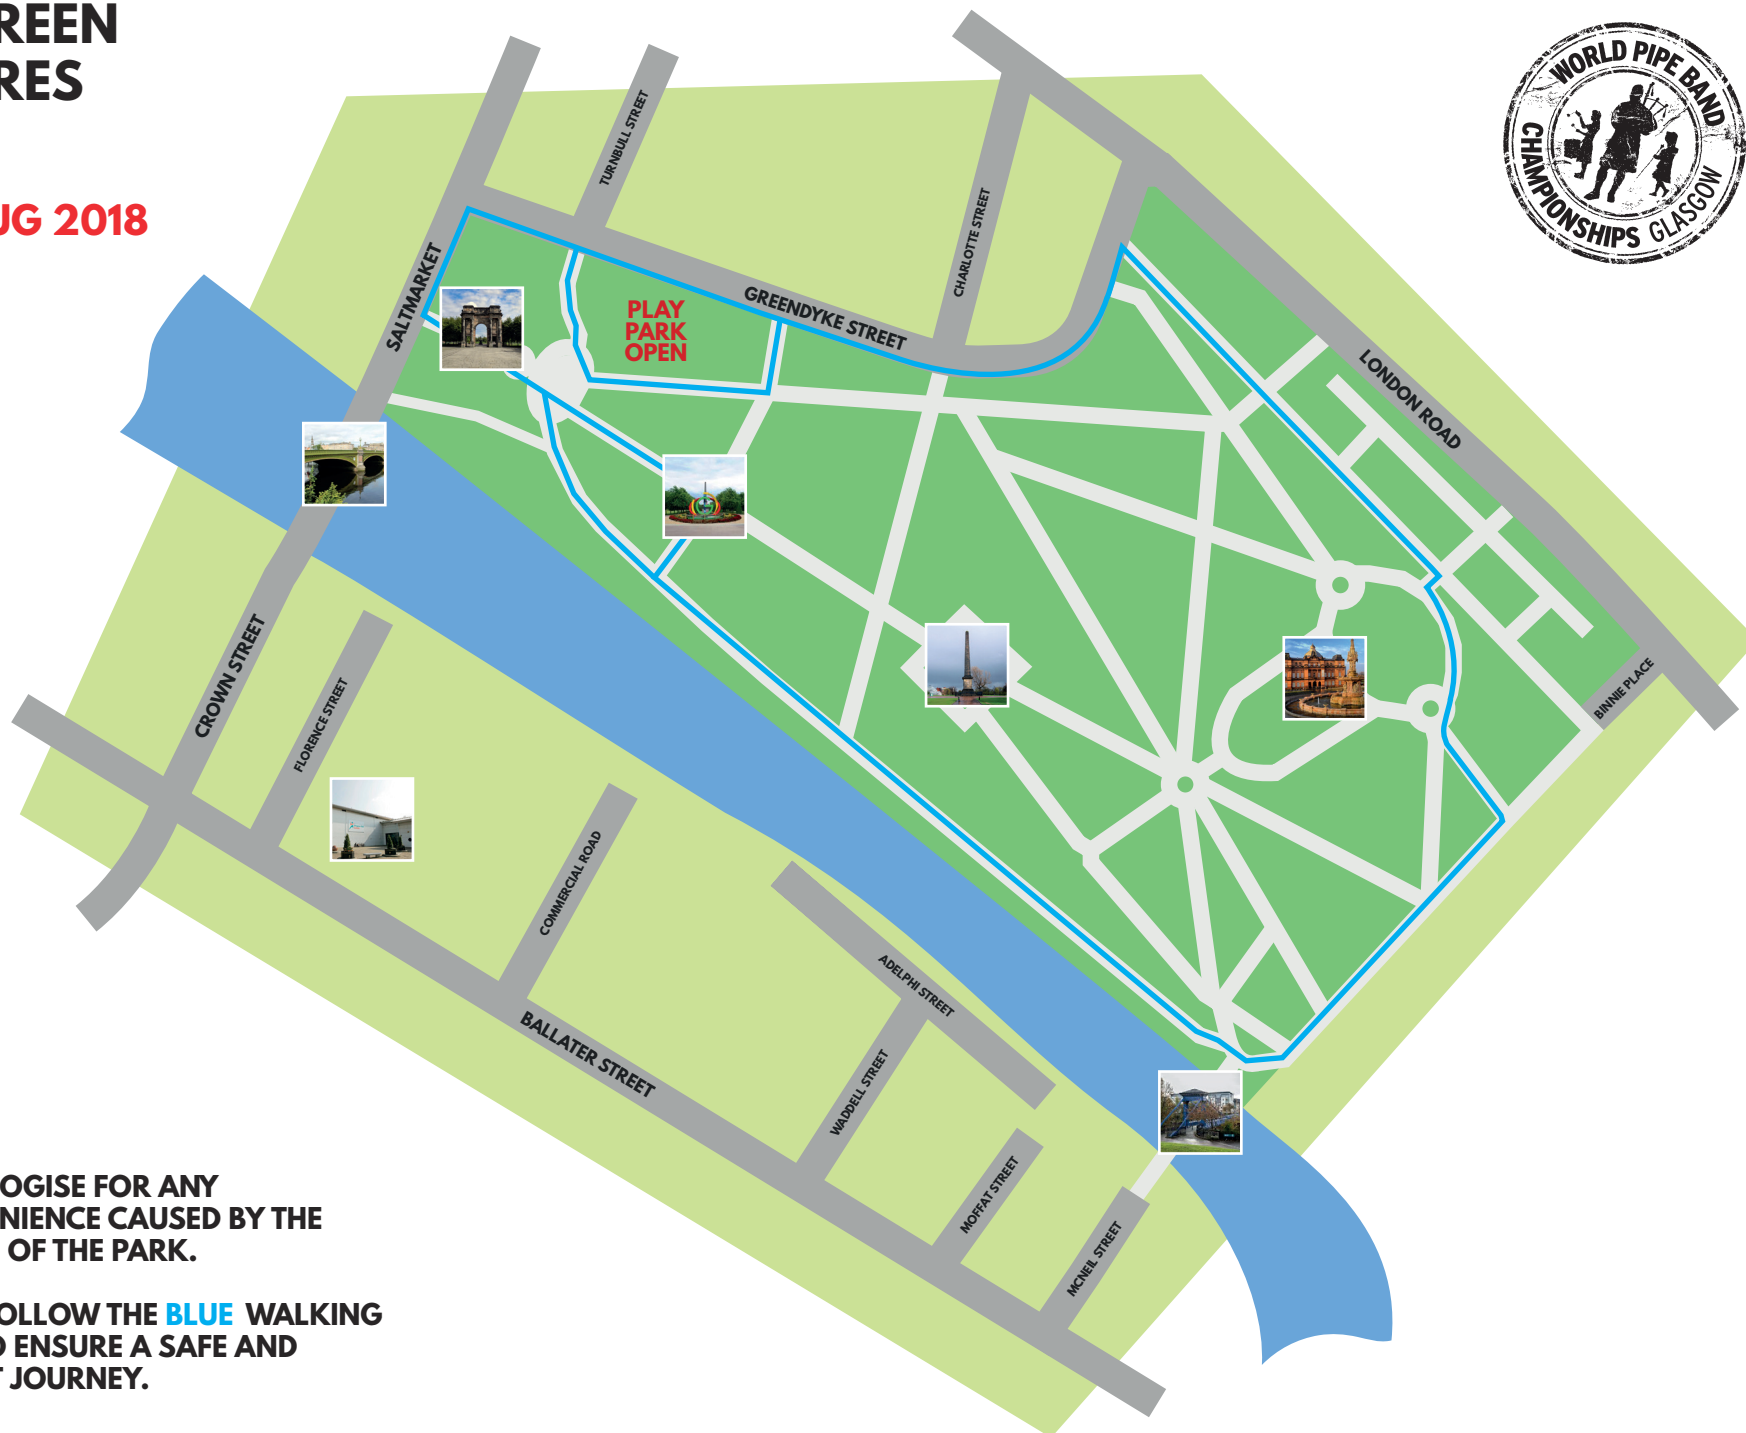 REEN
RES
UG 2018
WORLD PIPE BAND
CHAMPIONSHIPS GLASGOW
TURNBULL STREET
CHARLOTTE STREET
SALTMARKET
GREENDYKE STREET
PLAY
PARK
OPEN
LONDON ROAD
BINNIE PLACE
CROWN STREET
FLORENCE STREET
COMMERCIAL ROAD
ADELPHI STREET
BALLATER STREET
WADDELL STREET
MOFFAT STREET
MCNEIL STREET
OGISE FOR ANY
NIENCE CAUSED BY THE
OF THE PARK.
OLLOW THE BLUE WALKING
O ENSURE A SAFE AND
T JOURNEY.